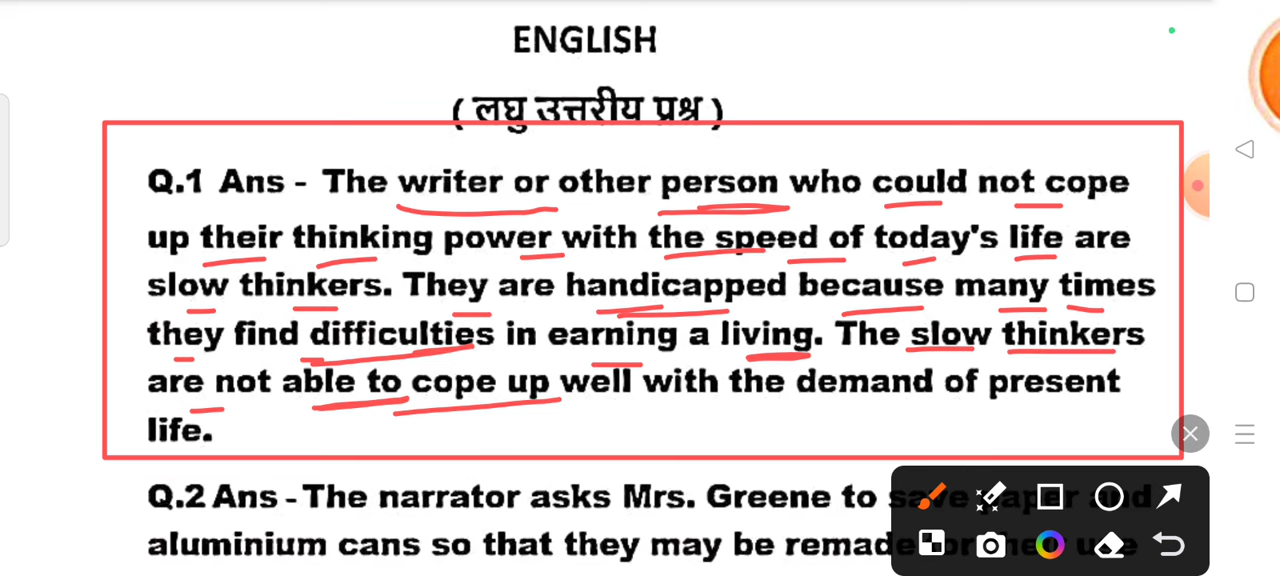 ENGLISH
( लघु उत्तरीय प्रश्न )
Q.1 Ans - The writer or other person who could not cope
up their thinking power with the speed of today's life are
slow thinkers. They are handicapped because many times
they find difficulties in earning a living. The slow thinkers
are not able to cope up well with the demand of present
life.
Q.2 Ans - The narrator asks Mrs. Greene to save paper and
aluminium cans so that they may be remade